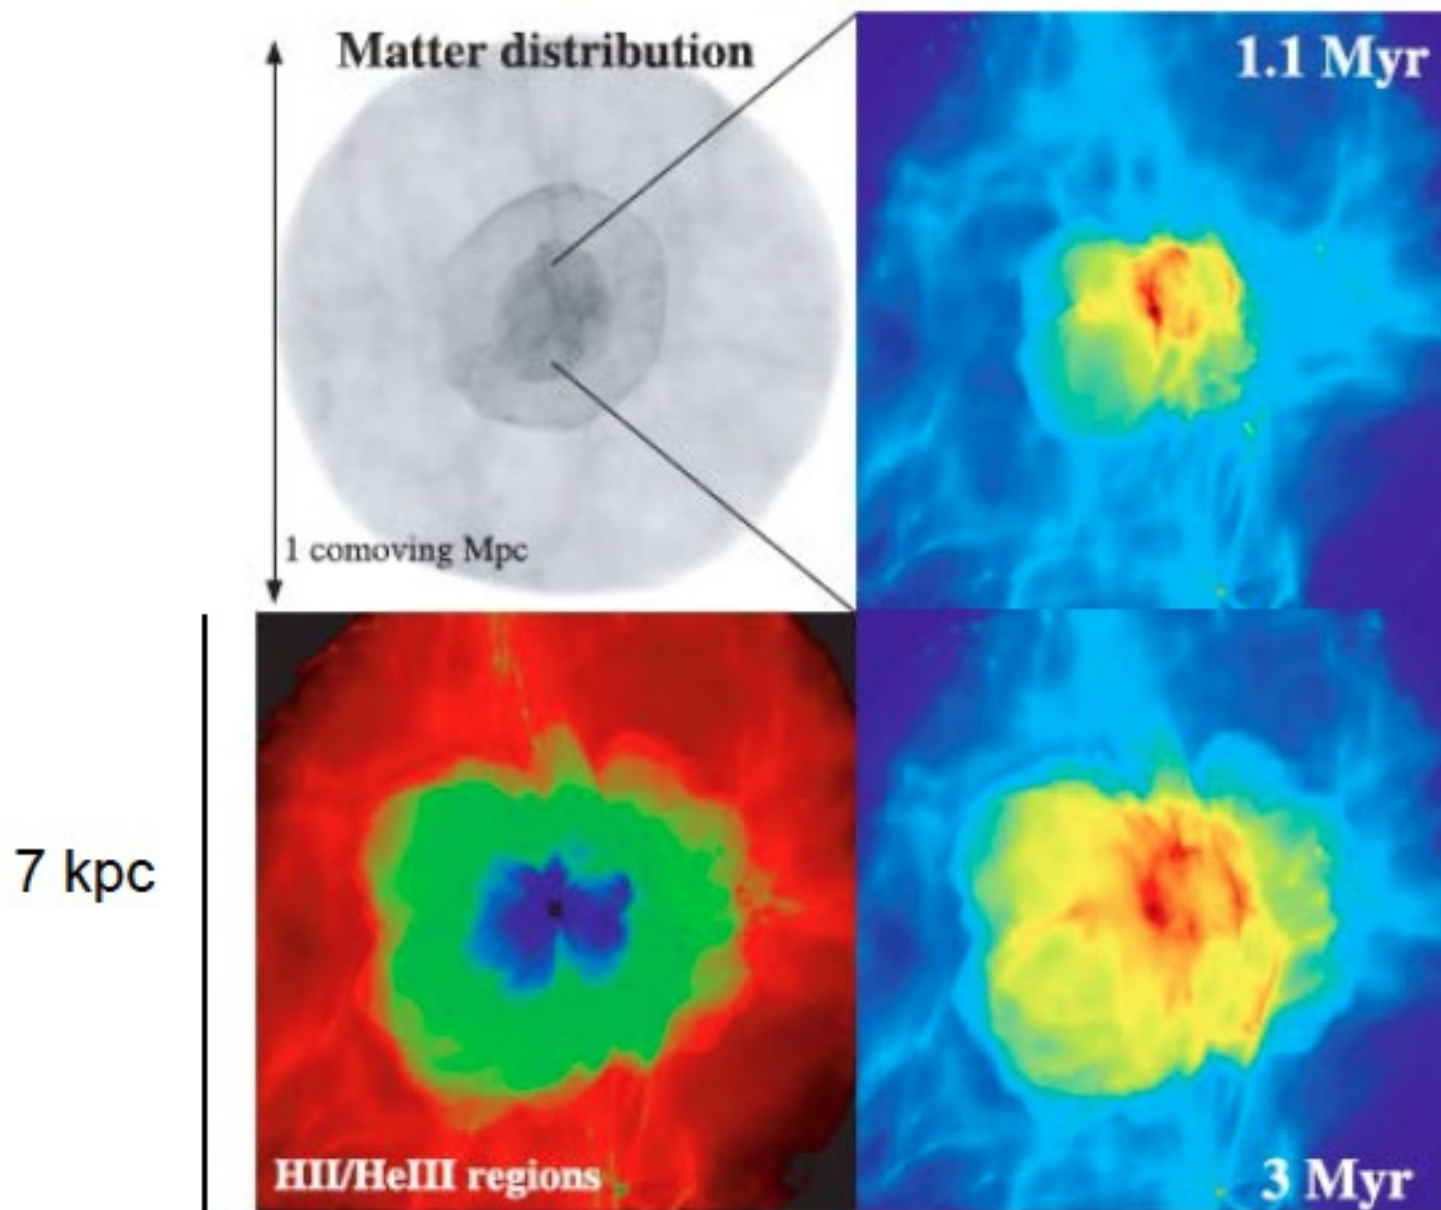 Matter distribution
1.1 Myr
1 comoving Mpc
7 kpc
HII/HeIII regions
3 Myr